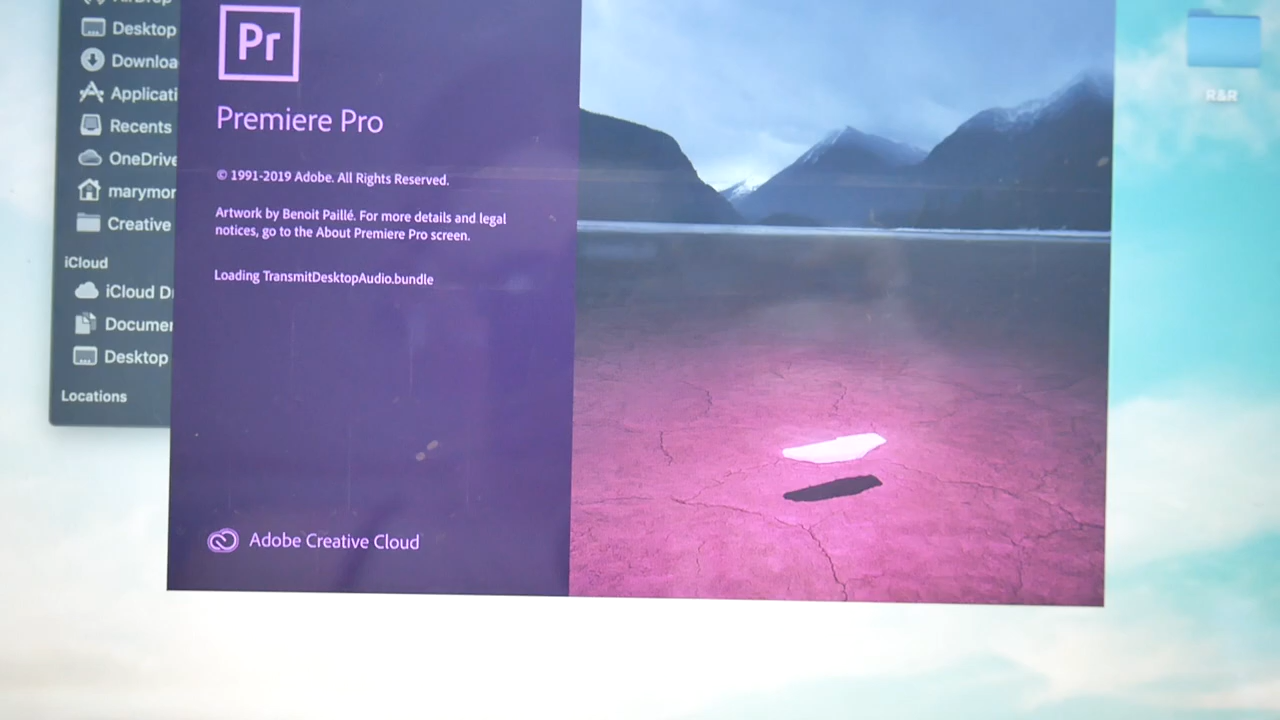 AirDrop
Desktop
Downloa
Applicati
Recents
OneDrive
marymor
Creative
iCloud
iCloud D
Documen
Desktop
Locations
Pr
Premiere Pro
© 1991-2019 Adobe. All Rights Reserved.
Artwork by Benoit Paillé. For more details and legal
notices, go to the About Premiere Pro screen.
Loading TransmitDesktopAudio.bundle
Adobe Creative Cloud
R&R